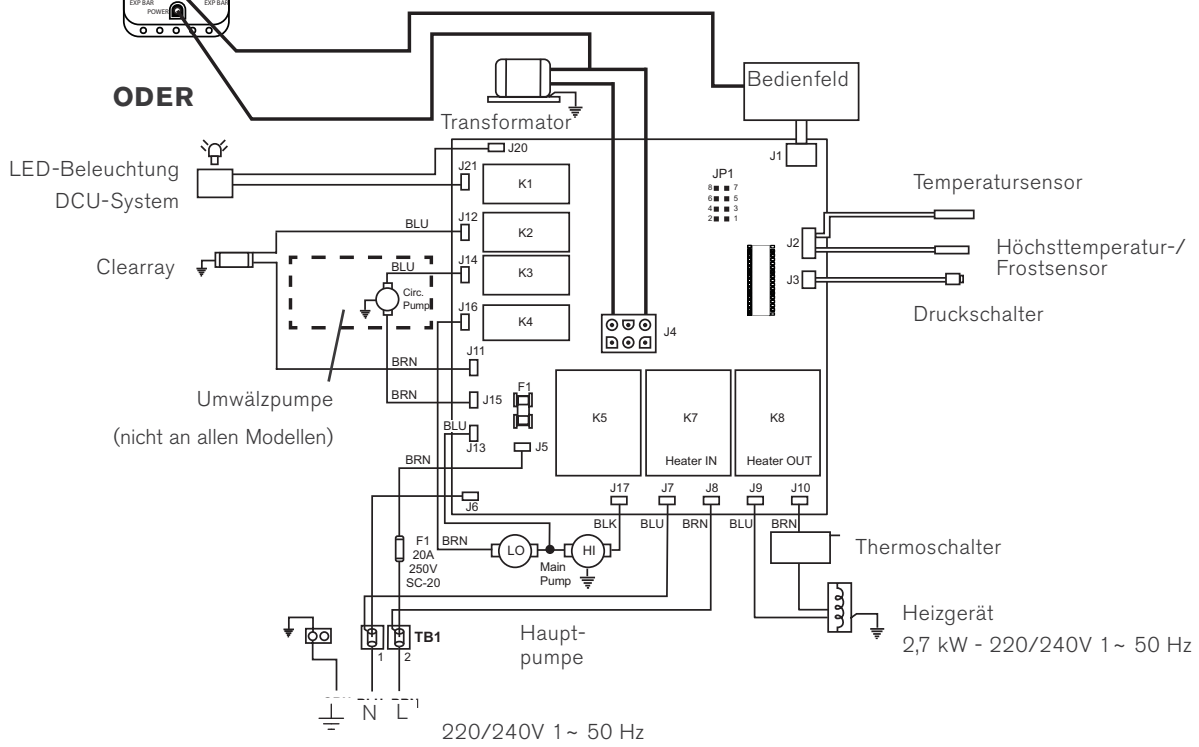 EXP BAR
EXP BAR
POWER
ODER
Transformator
Bedienfeld
LED-Beleuchtung
DCU-System
J20
J21
K1
J1
JP1
8 7
6 5
4 3
2 1
Temperatursensor
BLU
J12
K2
J2
Höchsttemperatur-/
Frostsensor
Clearray
BLU
J14
K3
J3
Circ.
Pump
Druckschalter
J16
K4
J4
J11
BRN
Umwälzpumpe
(nicht an allen Modellen)
BRN
J15
F1
BLU
J13
K5
K7
K8
BRN
J5
Heater IN
Heater OUT
J6
J17
J7
J8
J9
J10
BLK
BLU
BRN
BLU
BRN
F1
20A
250V
SC-20
BRN
LO
HI
Main
Pump
Thermoschalter
Heizgerät
2,7 kW - 220/240V 1~ 50 Hz
TB1
1
2
Haupt-
pumpe
N
L
220/240V 1~ 50 Hz